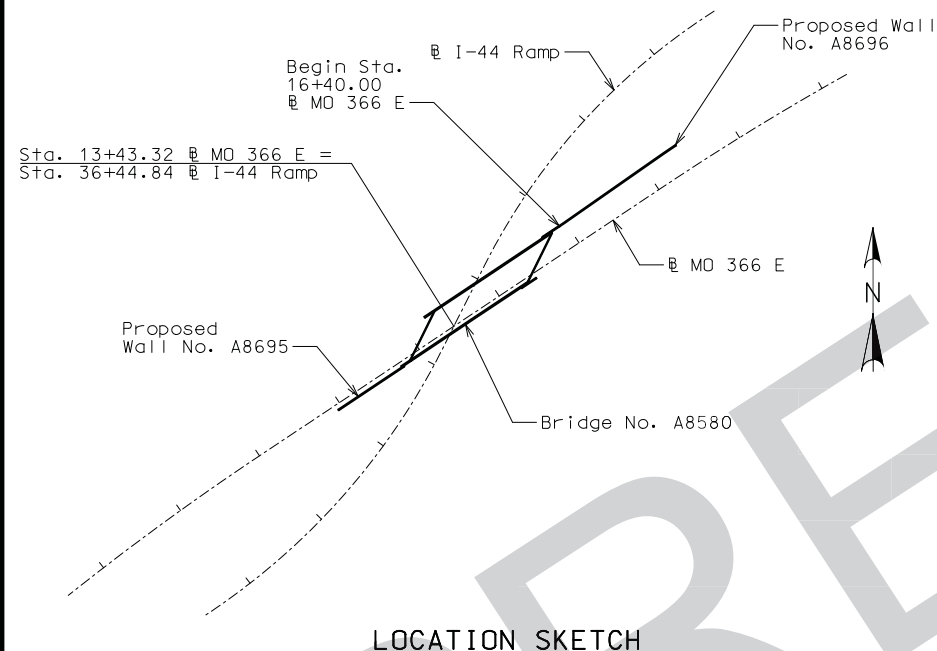 Proposed Wall
No. A8696
℄ I-44 Ramp
Begin Sta.
16+40.00
℄ MO 366 E
Sta. 13+43.32 ℄ MO 366 E =
Sta. 36+44.84 ℄ I-44 Ramp
℄ MO 366 E
N
Proposed
Wall No. A8695
Bridge No. A8580
RE
LOCATION SKETCH